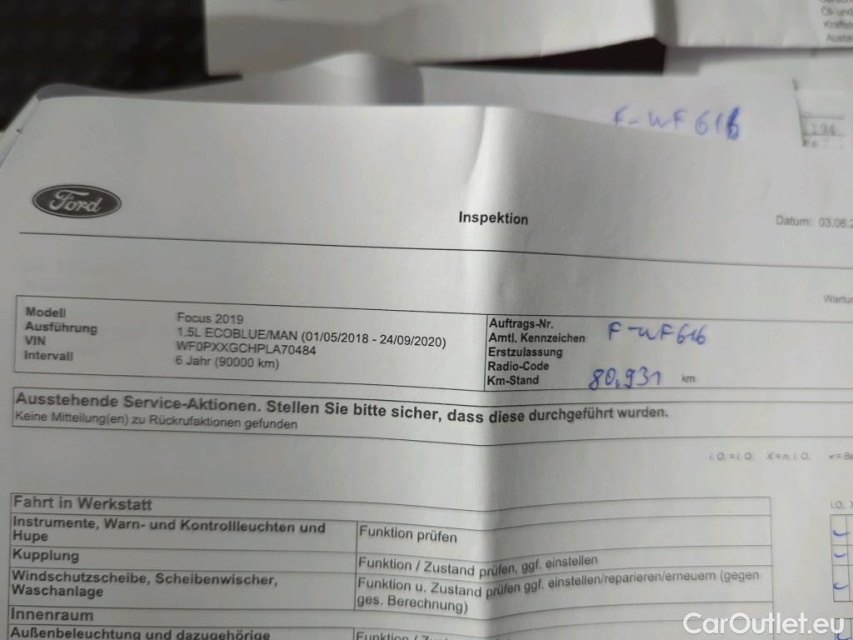 F-WF616
194
Ford
Inspektion
Datum: 03.08.2
Wartu
Modell Focus 2019
Ausführung 1.5L ECOBLUE/MAN (01/05/2018 - 24/09/2020)
VIN WF0PXXGCHPLA70484
Intervall 6 Jahr (90000 km)
Auftrags-Nr.
Amtl. Kennzeichen F-WF616
Erstzulassung
Radio-Code
Km-Stand 80,931 km
Ausstehende Service-Aktionen. Stellen Sie bitte sicher, dass diese durchgeführt wurden.
Keine Mitteilung(en) zu Rückrufaktionen gefunden
i.O.=i.O. X=n.i.O.
i.O. X
Fahrt in Werkstatt
Instrumente, Warn- und Kontrollleuchten und Hupe Funktion prüfen
Kupplung Funktion / Zustand prüfen, ggf. einstellen
Windschutzscheibe, Scheibenwischer, Funktion u. Zustand prüfen ggf. einstellen/reparieren/erneuern (gegen
Waschanlage ges. Berechnung)
Innenraum
Außenbeleuchtung und dazugehörige
CarOutlet.eu